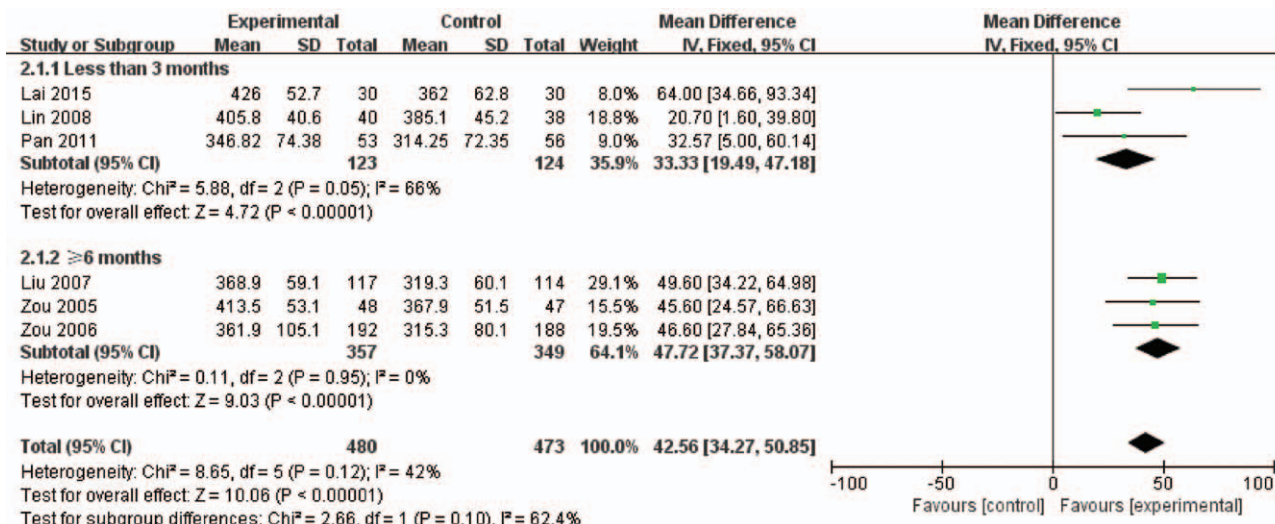 Experimental Control Mean Difference Mean Difference
Study or Subgroup Mean SD Total Mean SD Total Weight IV, Fixed, 95% CI IV, Fixed, 95% CI
2.1.1 Less than 3 months
Lai 2015 426 52.7 30 362 62.8 30 8.0% 64.00 [34.66, 93.34]
Lin 2008 405.8 40.6 40 385.1 45.2 38 18.8% 20.70 [1.60, 39.80]
Pan 2011 346.82 74.38 53 314.25 72.35 56 9.0% 32.57 [5.00, 60.14]
Subtotal (95% CI) 123 124 35.9% 33.33 [19.49, 47.18]
Heterogeneity: Chi² = 5.88, df = 2 (P = 0.05); I² = 66%
Test for overall effect: Z = 4.72 (P < 0.00001)
2.1.2 ≥6 months
Liu 2007 368.9 59.1 117 319.3 60.1 114 29.1% 49.60 [34.22, 64.98]
Zou 2005 413.5 53.1 48 367.9 51.5 47 15.5% 45.60 [24.57, 66.63]
Zou 2006 361.9 105.1 192 315.3 80.1 188 19.5% 46.60 [27.84, 65.36]
Subtotal (95% CI) 357 349 64.1% 47.72 [37.37, 58.07]
Heterogeneity: Chi² = 0.11, df = 2 (P = 0.95); I² = 0%
Test for overall effect: Z = 9.03 (P < 0.00001)
Total (95% CI) 480 473 100.0% 42.56 [34.27, 50.85]
Heterogeneity: Chi² = 8.65, df = 5 (P = 0.12); I² = 42%
Test for overall effect: Z = 10.06 (P < 0.00001)
Test for subgroup differences: Chi² = 2.66, df = 1 (P = 0.10), I² = 62.4%
-100 -50 0 50 100
Favours [control] Favours [experimental]